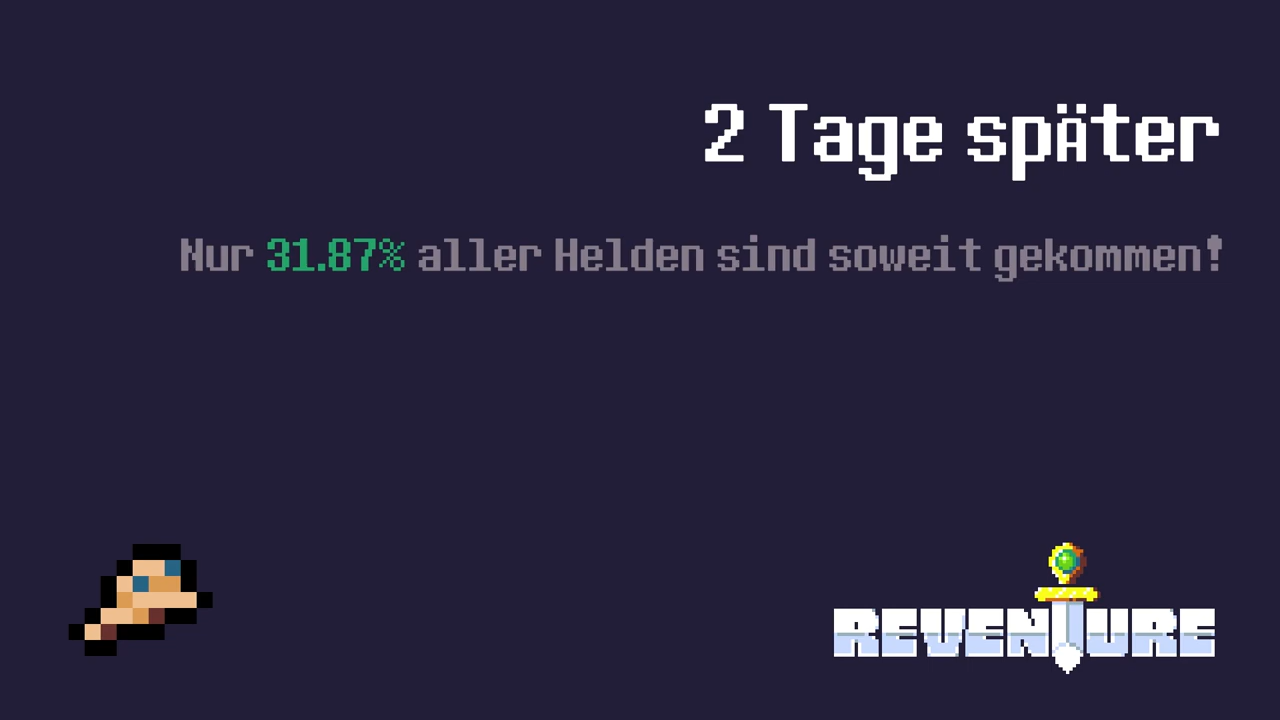 2 Tage später
Nur 31.87% aller Helden sind soweit gekommen!
REVENTURE